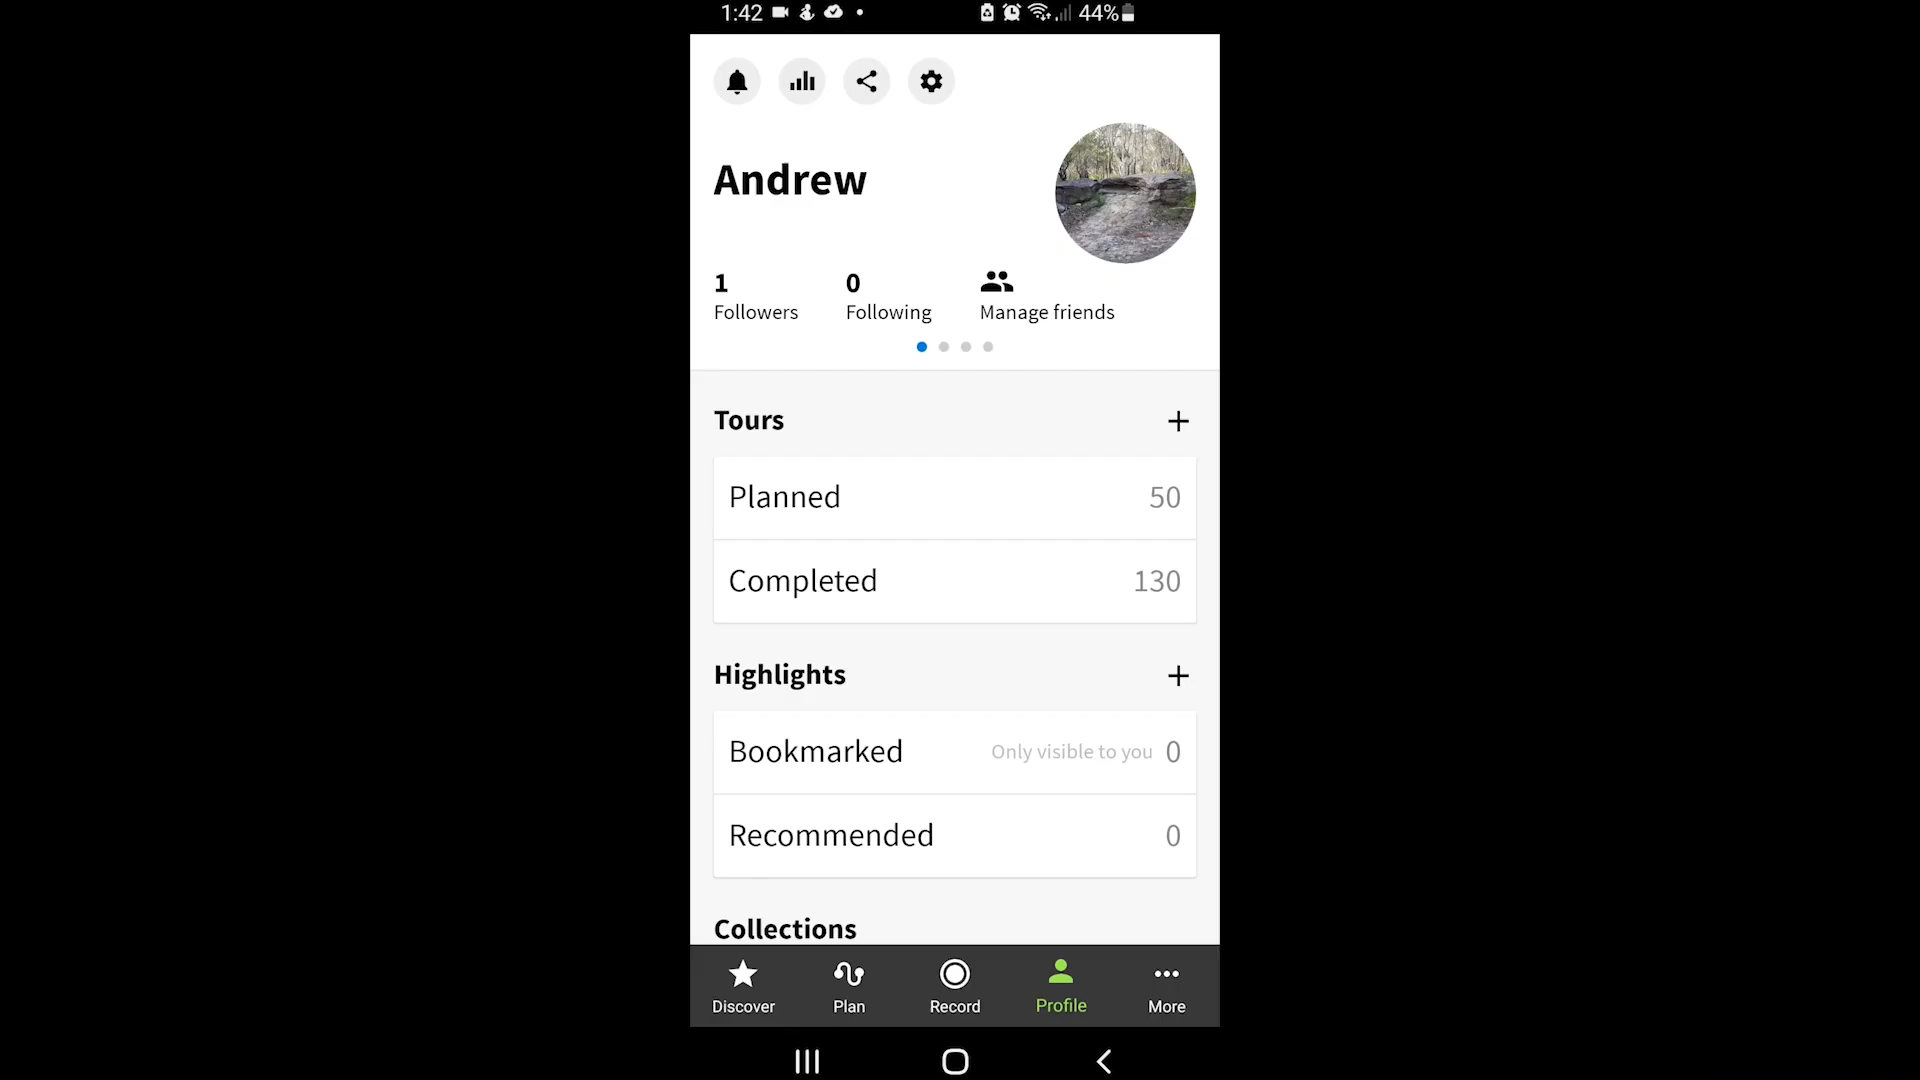 1:42 44%
Andrew
1 0
Followers Following Manage friends
Tours
Planned 50
Completed 130
Highlights
Bookmarked Only visible to you 0
Recommended 0
Collections
Discover Plan Record Profile More